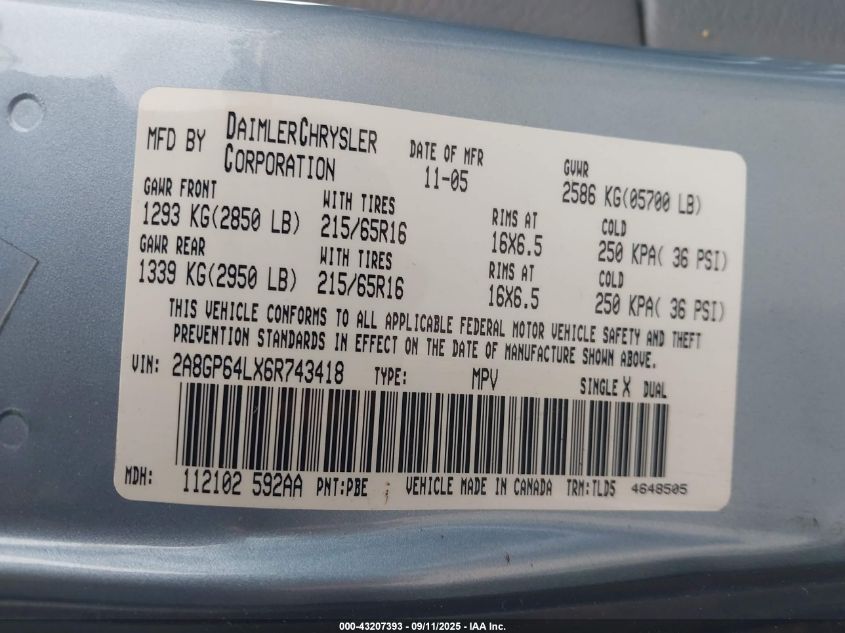 MFD BY DAIMLERCHRYSLER CORPORATION DATE OF MFR 11-05 GVWR 2586 KG(05700 LB)
GAWR FRONT WITH TIRES RIMS AT COLD
1293 KG(2850 LB) 215/65R16 16X6.5 250 KPA( 36 PSI)
GAWR REAR WITH TIRES RIMS AT COLD
1339 KG(2950 LB) 215/65R16 16X6.5 250 KPA( 36 PSI)
THIS VEHICLE CONFORMS TO ALL APPLICABLE FEDERAL MOTOR VEHICLE SAFETY AND THEFT
PREVENTION STANDARDS IN EFFECT ON THE DATE OF MANUFACTURE SHOWN ABOVE.
VIN: 2A8GP64LX6R743418 TYPE: MPV SINGLE X DUAL
MDH: 112102 592AA PNT:PBE VEHICLE MADE IN CANADA TRM:TLD5 4648505
000-43207393 - 09/11/2025 - IAA Inc.